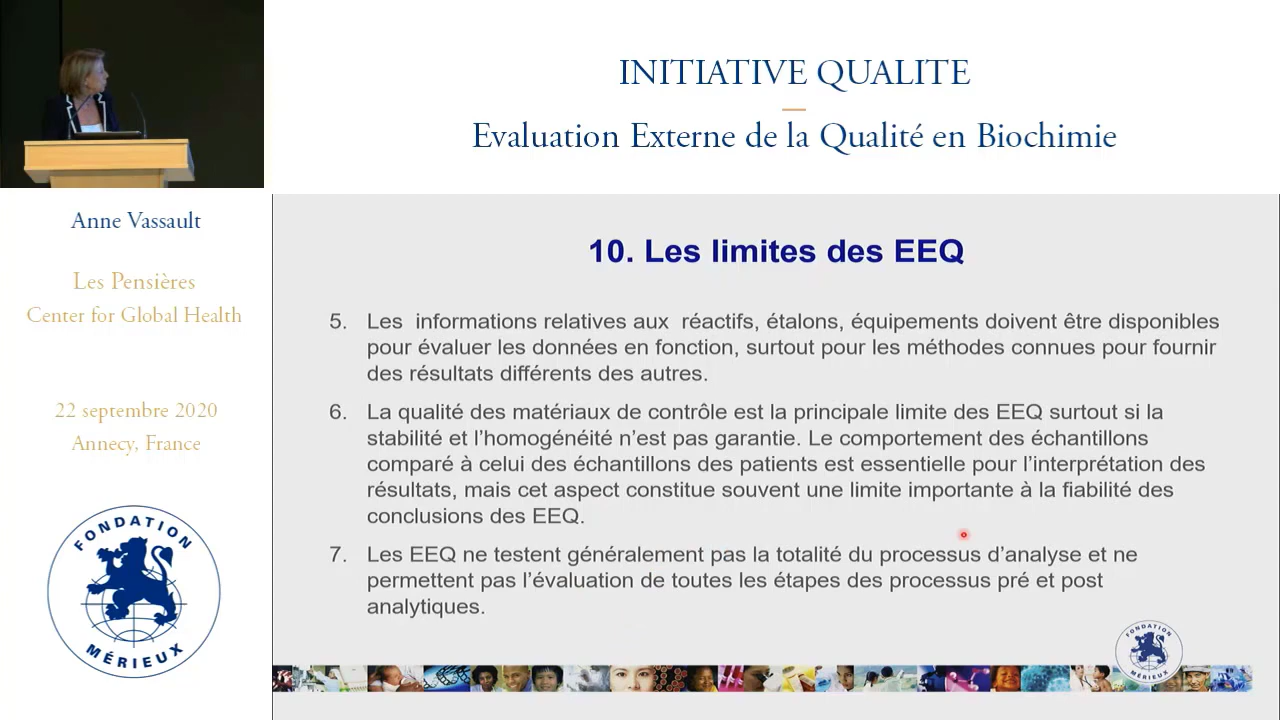 INITIATIVE QUALITE
Evaluation Externe de la Qualité en Biochimie
Anne Vassault
Les Pensières
Center for Global Health
22 septembre 2020
Annecy, France
FONDATION
MÉRIEUX
10. Les limites des EEQ
5. Les informations relatives aux réactifs, étalons, équipements doivent être disponibles
pour évaluer les données en fonction, surtout pour les méthodes connues pour fournir
des résultats différents des autres.
6. La qualité des matériaux de contrôle est la principale limite des EEQ surtout si la
stabilité et l’homogénéité n’est pas garantie. Le comportement des échantillons
comparé à celui des échantillons des patients est essentielle pour l’interprétation des
résultats, mais cet aspect constitue souvent une limite importante à la fiabilité des
conclusions des EEQ.
7. Les EEQ ne testent généralement pas la totalité du processus d’analyse et ne
permettent pas l’évaluation de toutes les étapes des processus pré et post
analytiques.
FONDATION
MÉRIEUX